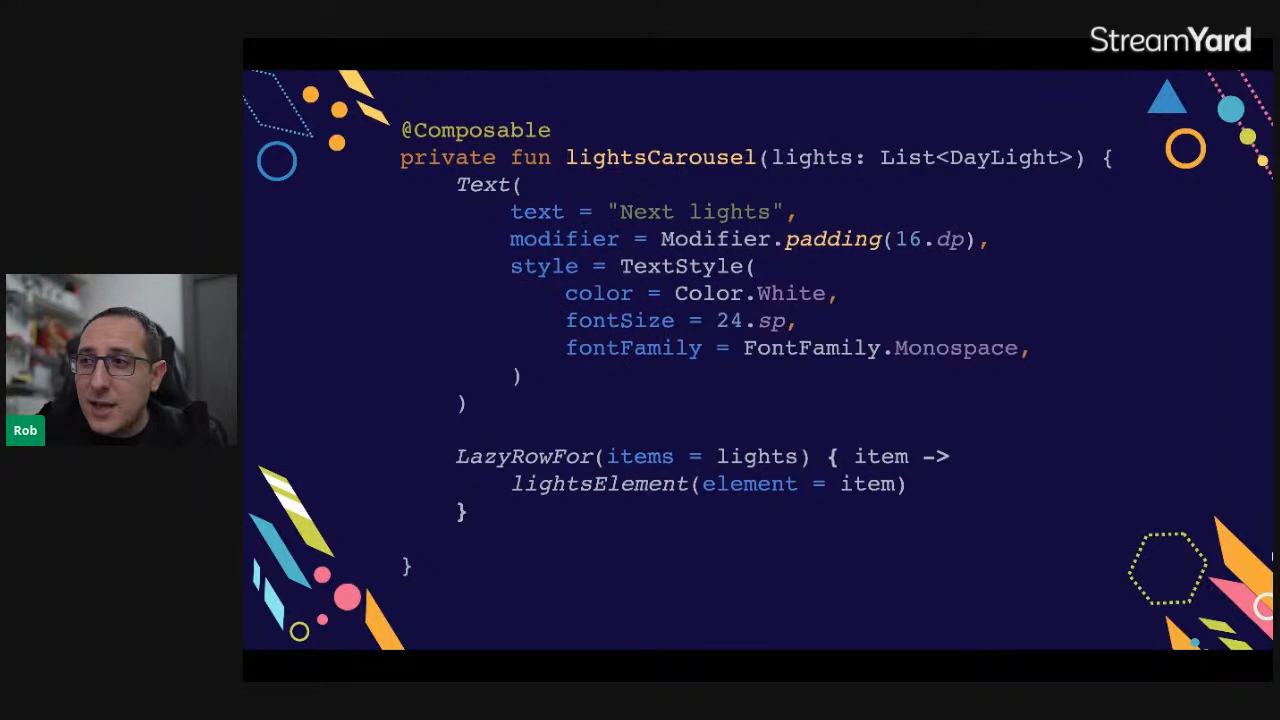 StreamYard
@Composable
private fun lightsCarousel(lights: List<DayLight>) {
    Text(
        text = "Next lights",
        modifier = Modifier.padding(16.dp),
        style = TextStyle(
            color = Color.White,
            fontSize = 24.sp,
            fontFamily = FontFamily.Monospace,
        )
    )
    LazyRowFor(items = lights) { item ->
        lightsElement(element = item)
    }
}
Rob